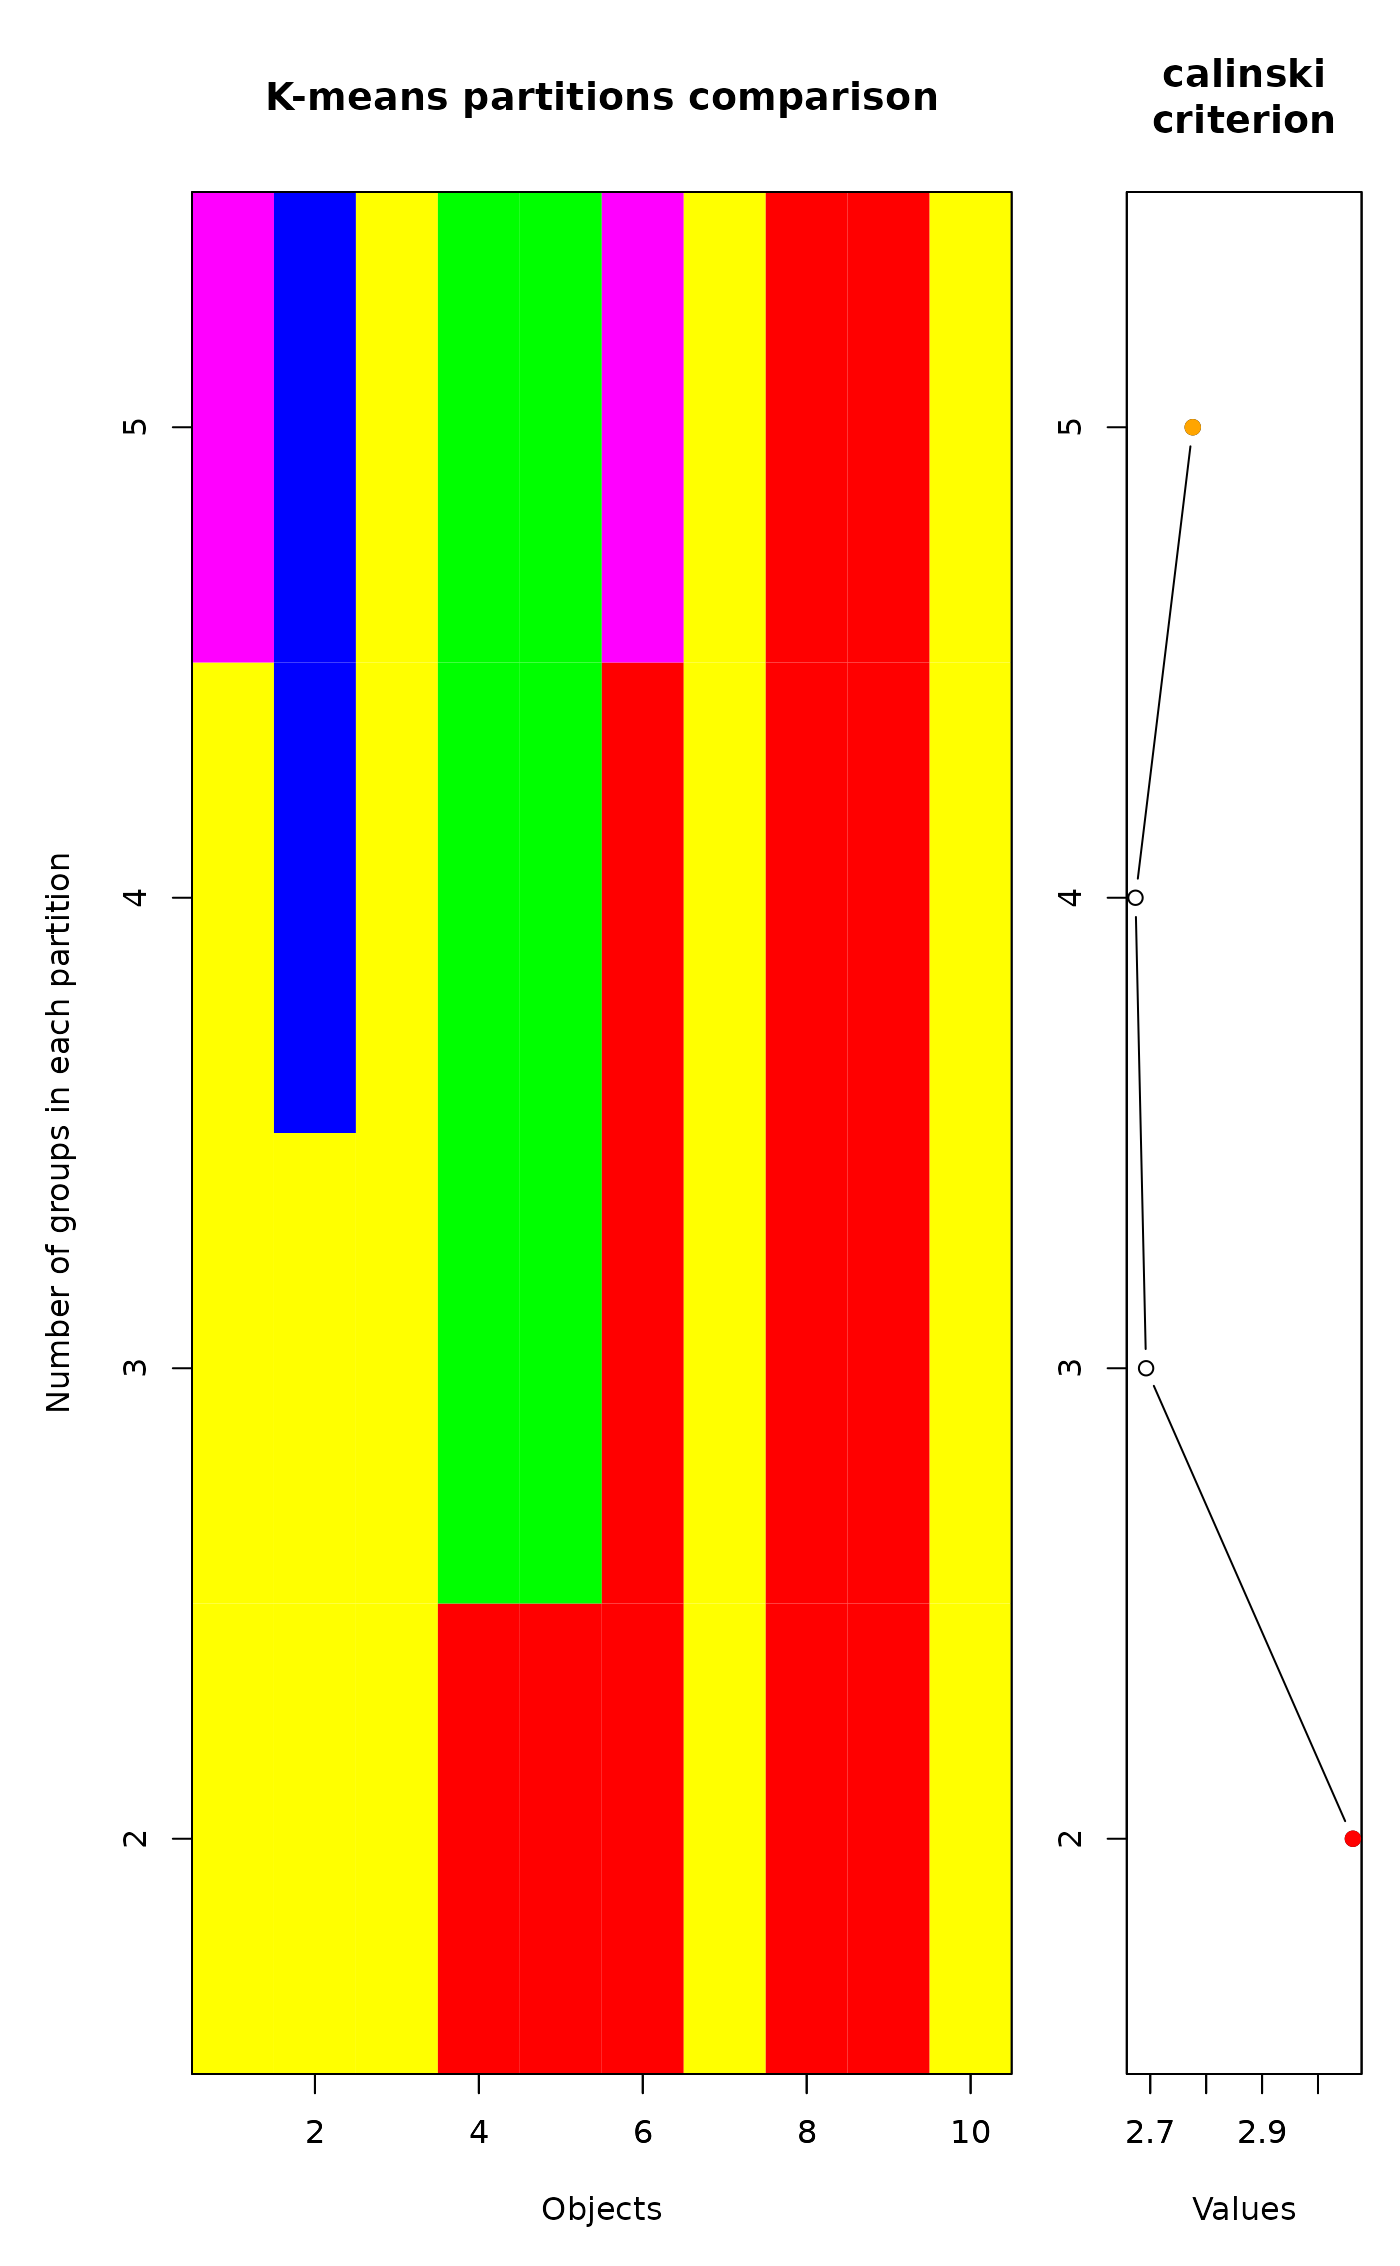 K-means partitions comparison
calinski
criterion
Number of groups in each partition
5
4
3
2
2 4 6 8 10
Objects
5
4
3
2
2.7 2.9
Values